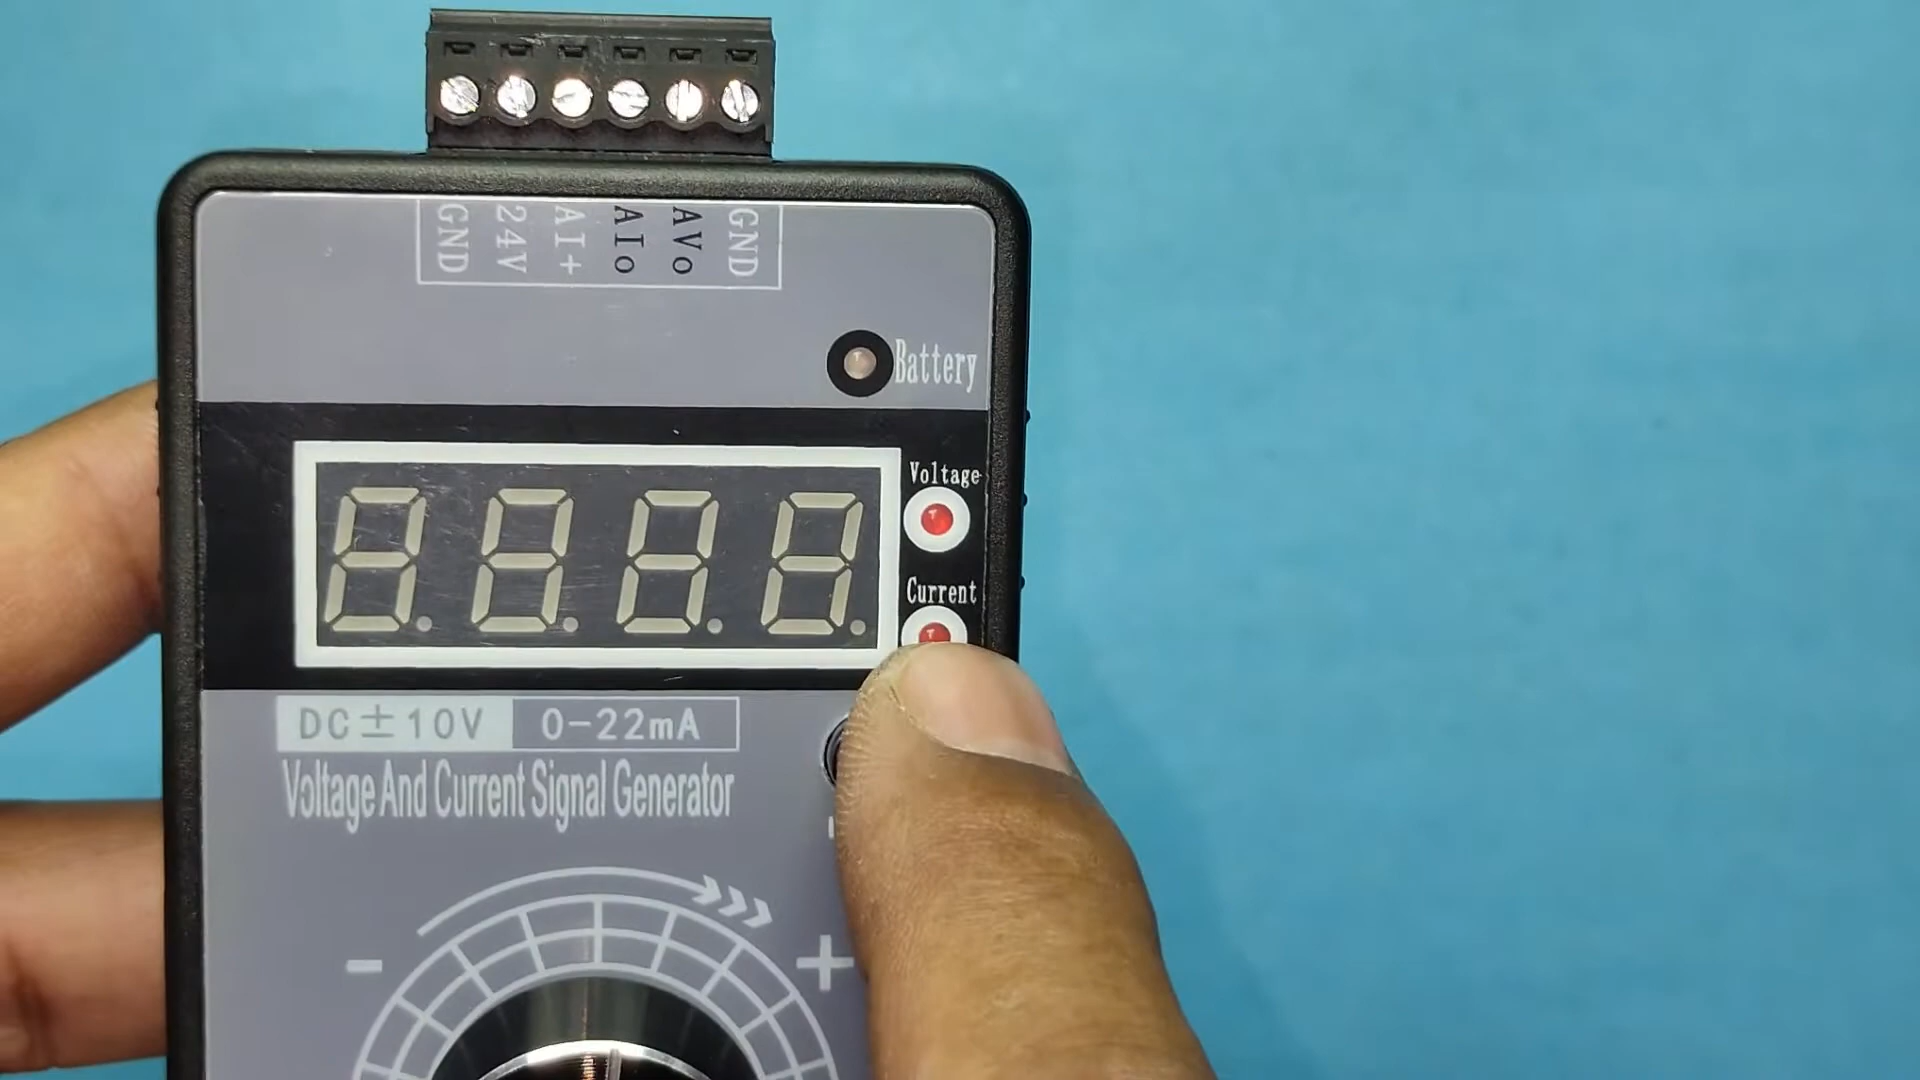 GND 24V AI+ AIo AVo GND
Battery
Voltage
Current
DC±10V 0-22mA
Voltage And Current Signal Generator
- +